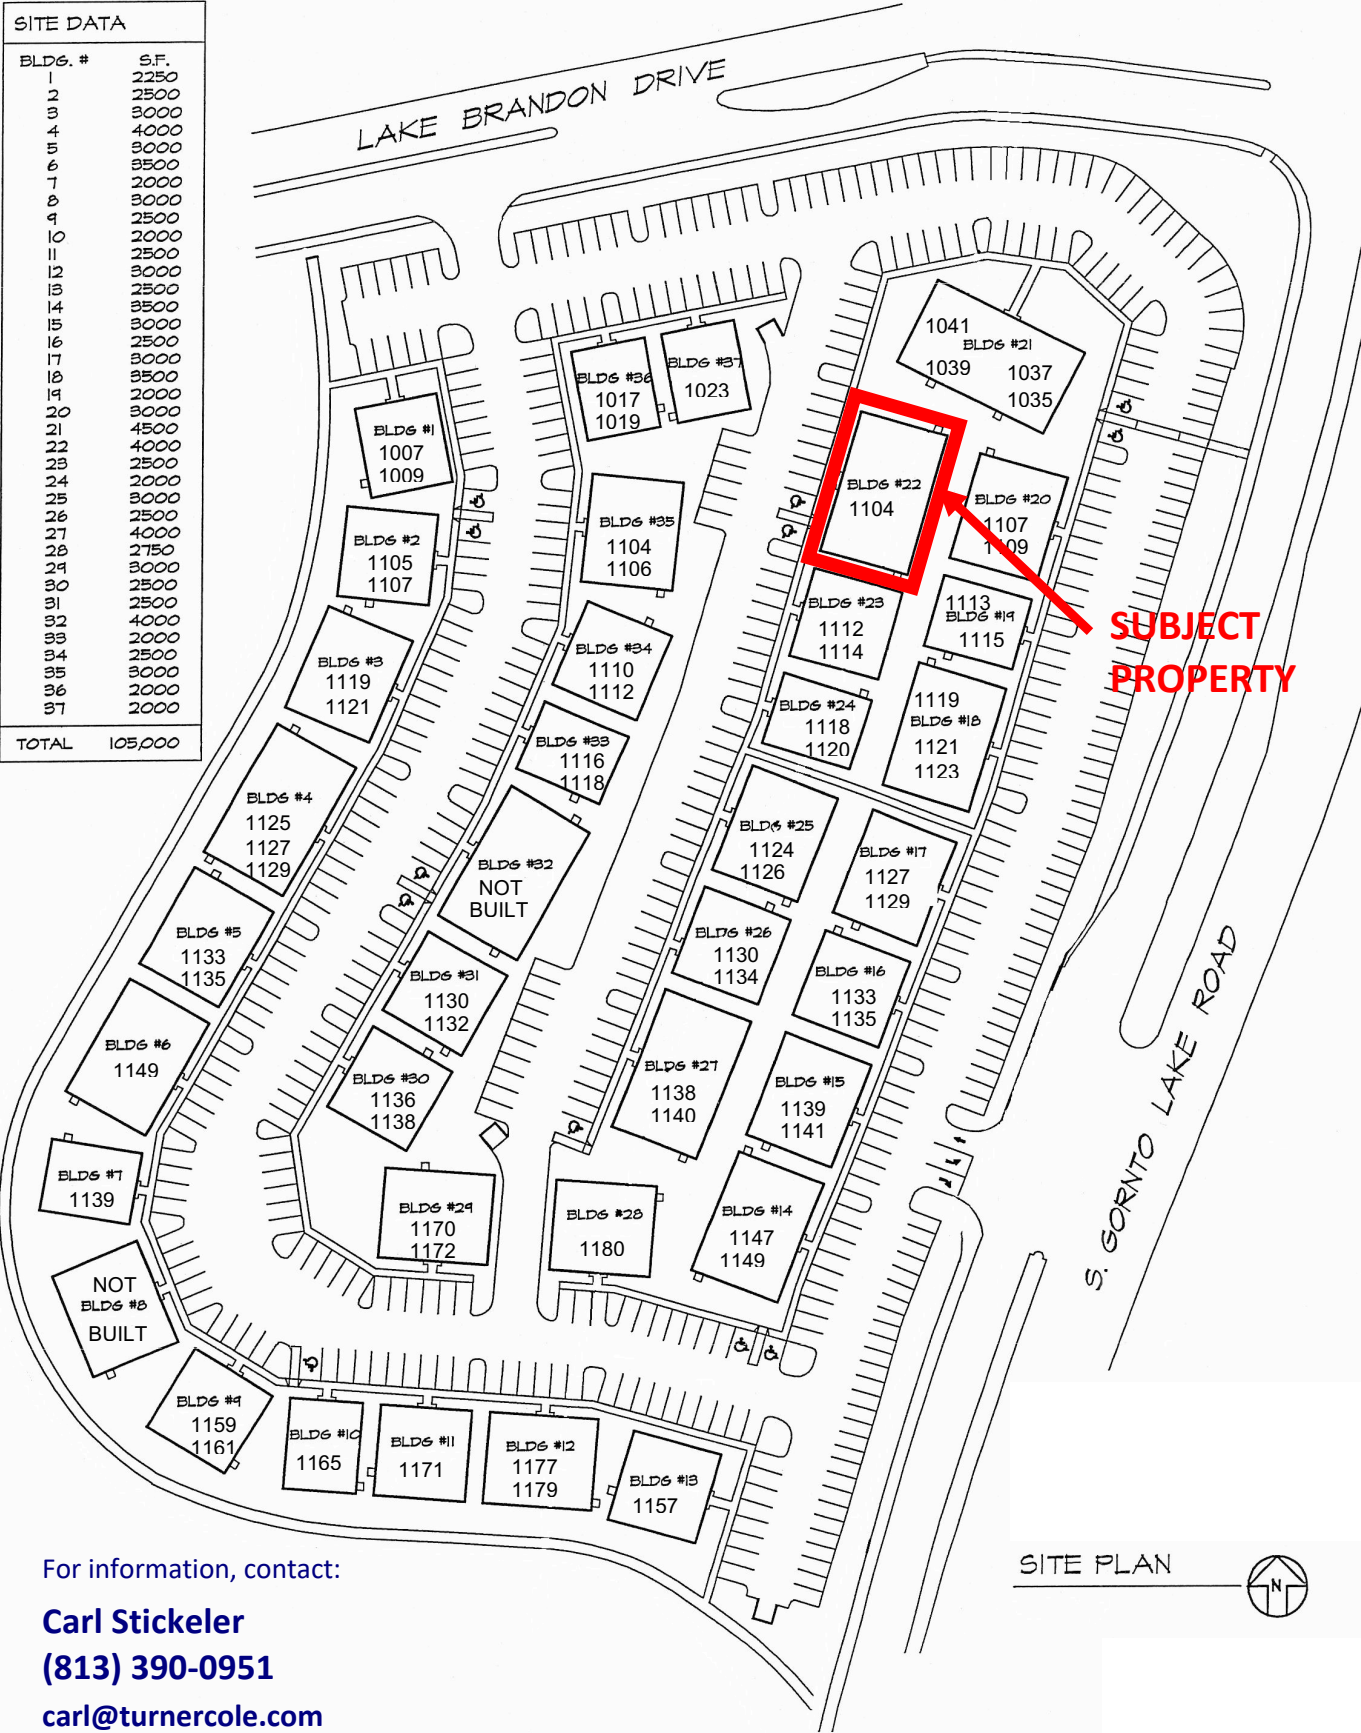 SITE DATA
BLDG. # S.F.
1 2250
2 2500
3 3000
4 4000
5 3000
6 3500
7 2000
8 3000
9 2500
10 2000
11 2500
12 3000
13 2500
14 3500
15 3000
16 2500
17 3000
18 3500
19 2000
20 3000
21 4500
22 4000
23 2500
24 2000
25 3000
26 2500
27 4000
28 2750
29 3000
30 2500
31 2500
32 4000
33 2000
34 2500
35 3000
36 2000
37 2000
TOTAL 105,000
LAKE BRANDON DRIVE
1041
BLDG #21
1039
1037
1035
BLDG #36
1017
1019
BLDG #37
1023
BLDG #1
1007
1009
BLDG #22
1104
BLDG #20
1107
1109
BLDG #2
1105
1107
BLDG #35
1104
1106
BLDG #23
1112
1114
1113
BLDG #19
1115
SUBJECT
PROPERTY
BLDG #3
1119
1121
BLDG #34
1110
1112
BLDG #24
1118
1120
1119
BLDG #18
1121
1123
BLDG #33
1116
1118
BLDG #4
1125
1127
1129
BLDG #32
NOT
BUILT
BLDG #25
1124
1126
BLDG #17
1127
1129
BLDG #5
1133
1135
BLDG #31
1130
1132
BLDG #26
1130
1134
BLDG #16
1133
1135
BLDG #6
1149
BLDG #30
1136
1138
BLDG #27
1138
1140
BLDG #15
1139
1141
S. GORNTO LAKE ROAD
BLDG #7
1139
BLDG #29
1170
1172
BLDG #28
1180
BLDG #14
1147
1149
NOT
BLDG #8
BUILT
BLDG #9
1159
1161
BLDG #10
1165
BLDG #11
1171
BLDG #12
1177
1179
BLDG #13
1157
For information, contact:
Carl Stickeler
(813) 390-0951
carl@turnercole.com
SITE PLAN
N